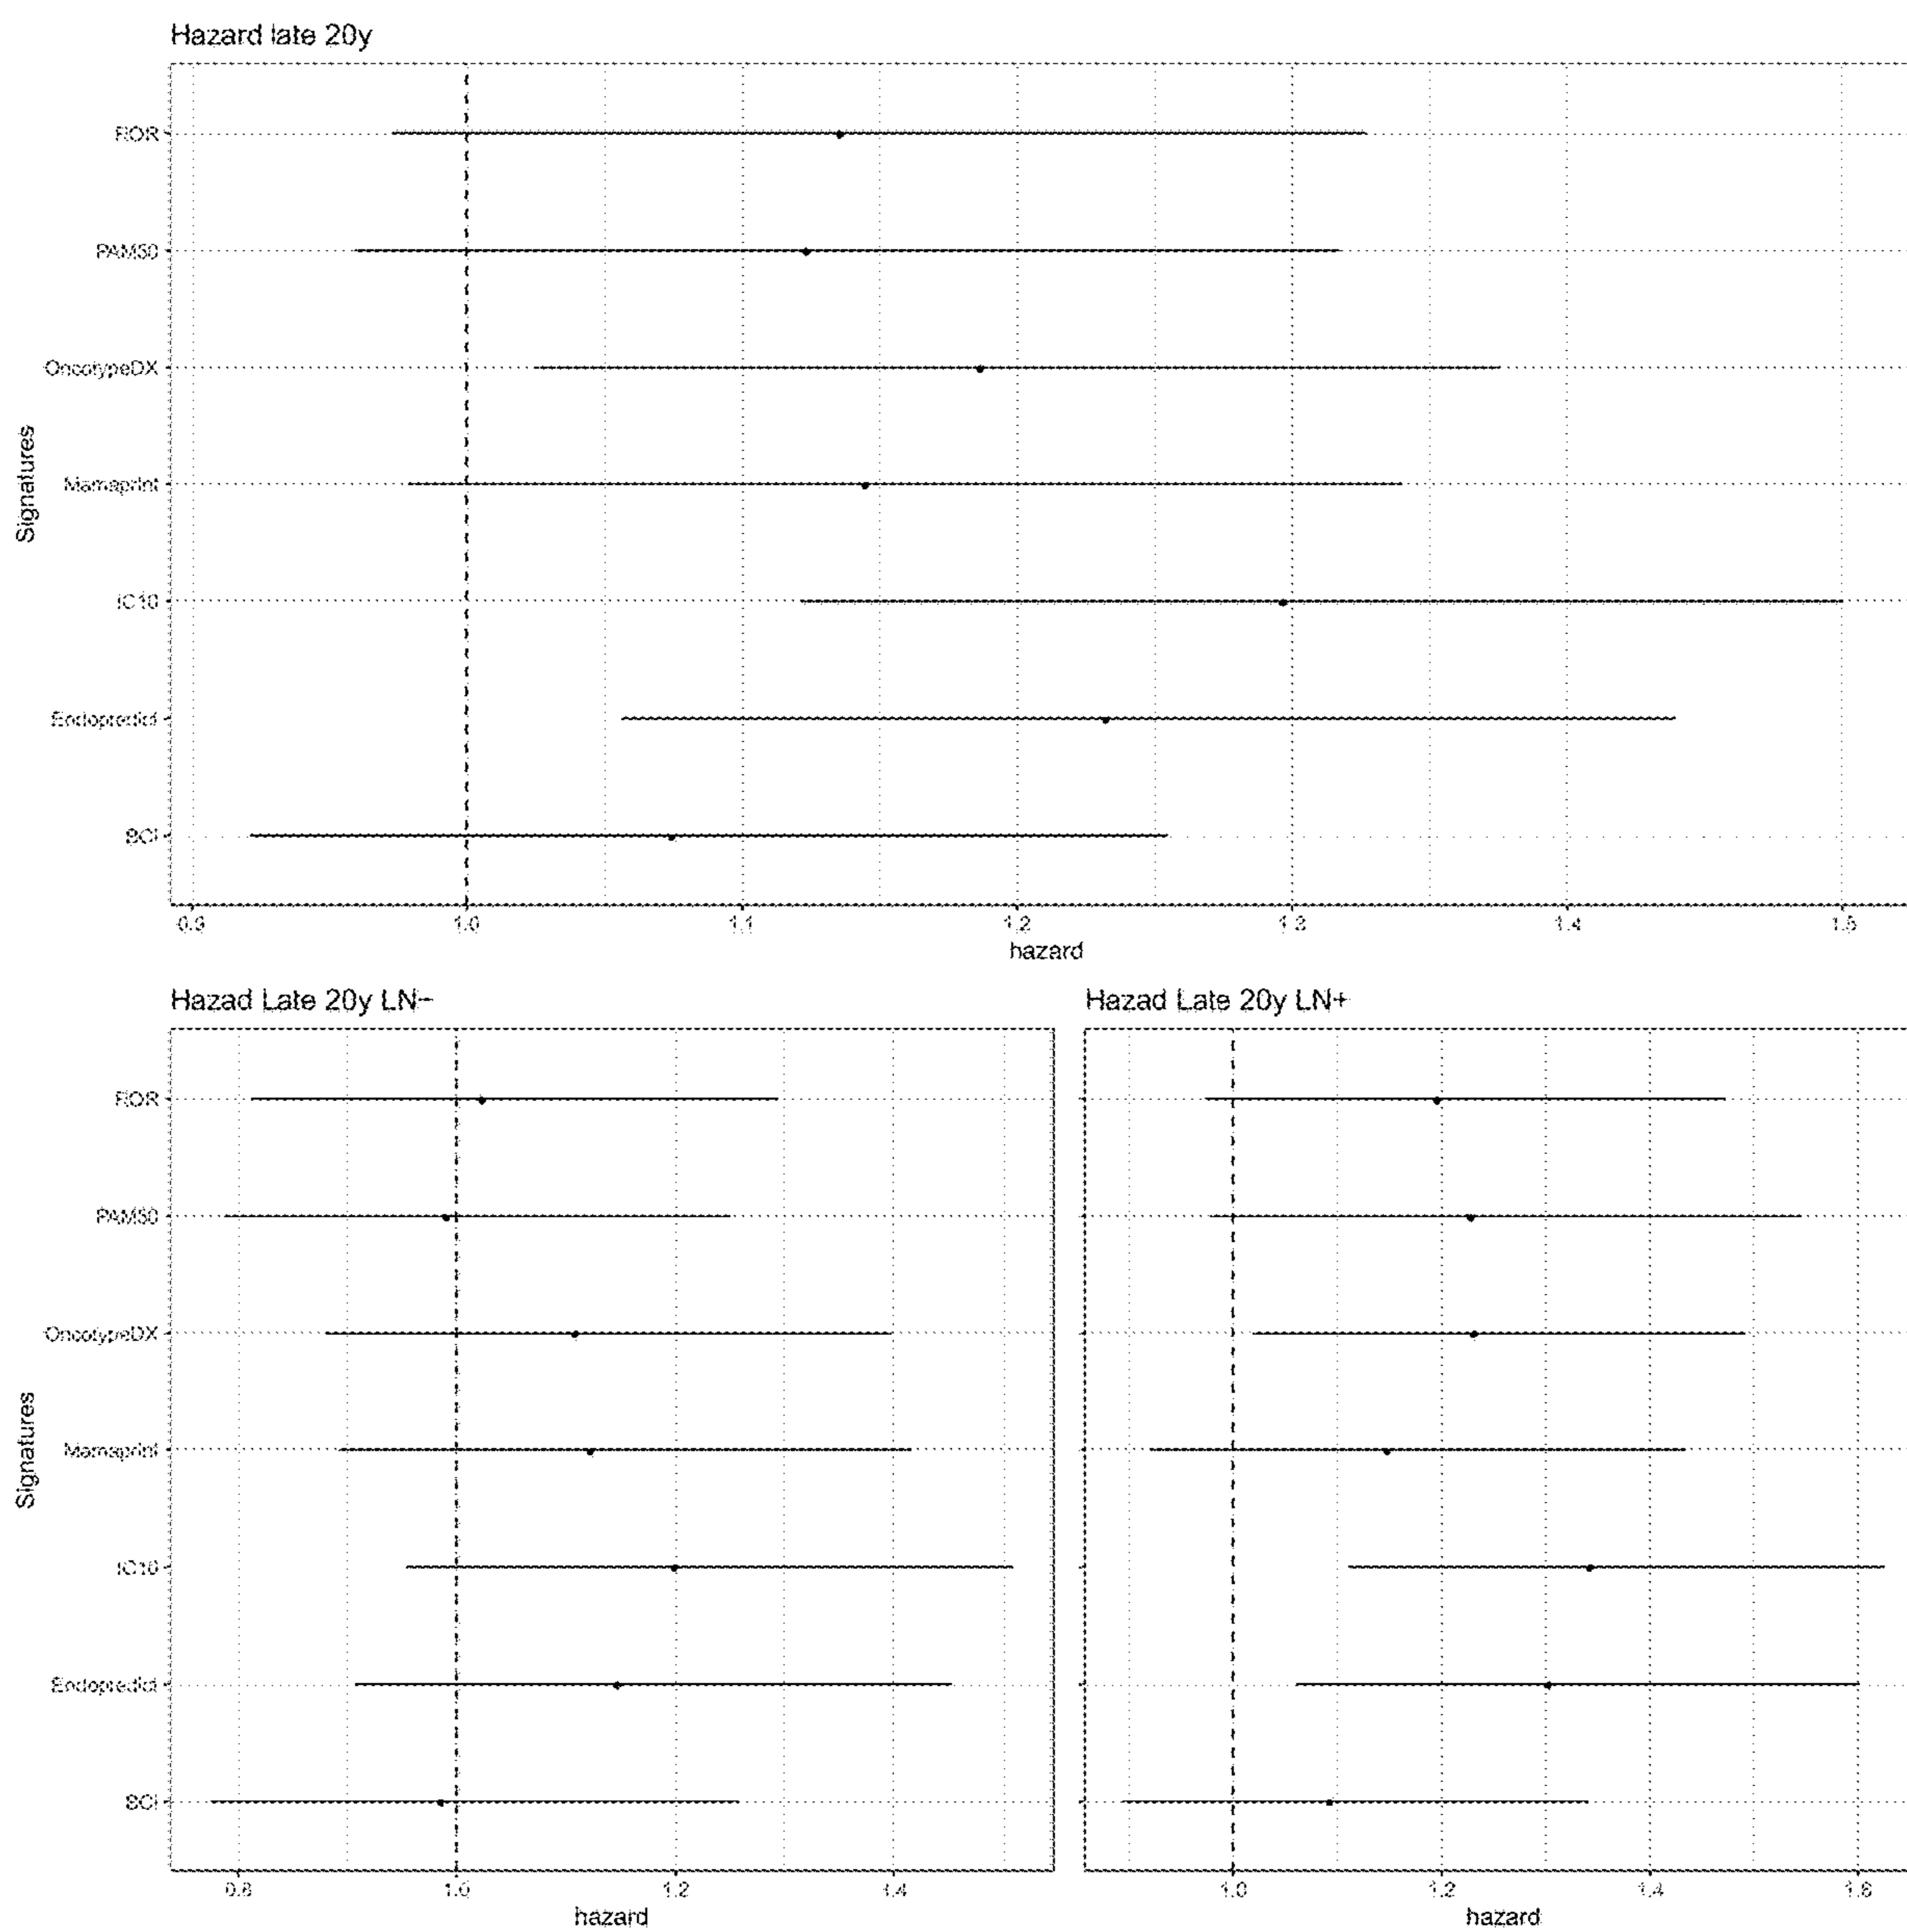 Hazard late 20y
Signatures
ROR
PAM50
OncotypeDX
Mamaprint
IC10
Endopredict
BCI
0.9 1.0 1.1 1.2 1.3 1.4 1.5
hazard
Hazad Late 20y LN-
Signatures
ROR
PAM50
OncotypeDX
Mamaprint
IC10
Endopredict
BCI
0.8 1.0 1.2 1.4
hazard
Hazad Late 20y LN+
1.0 1.2 1.4 1.6
hazard